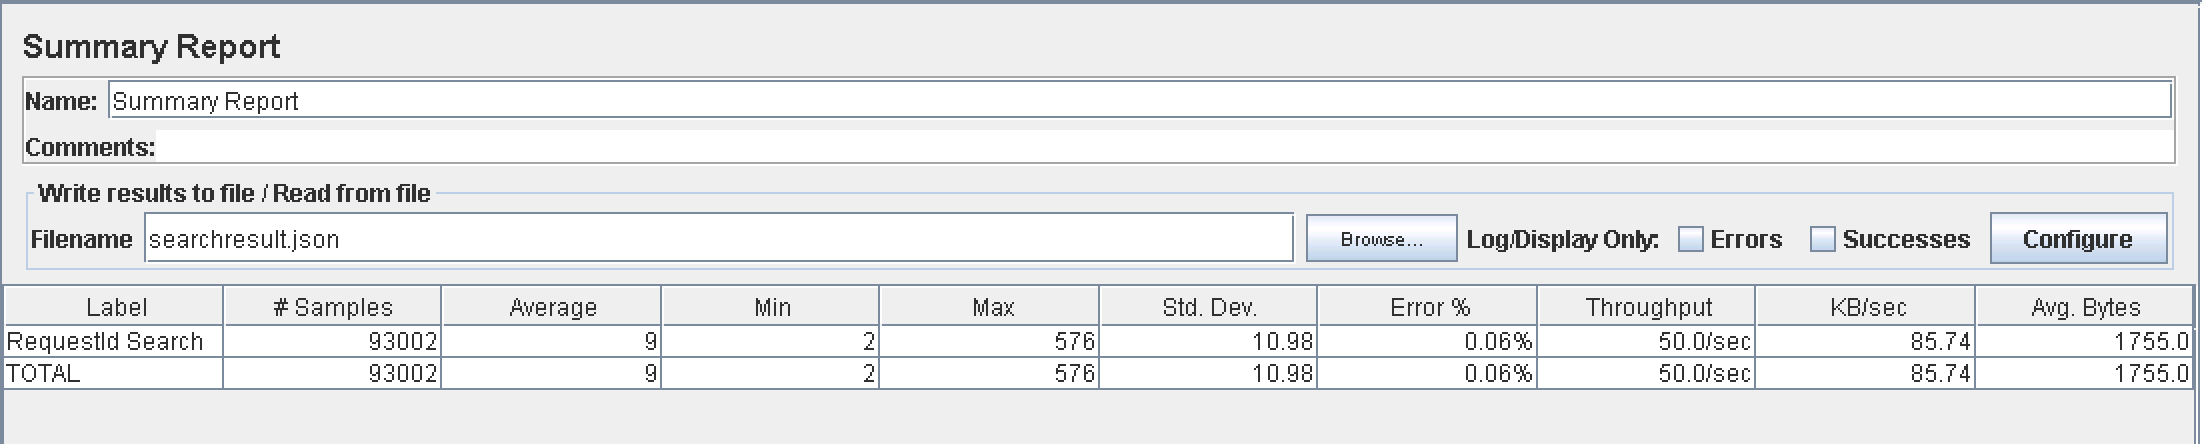 Summary Report
Name: Summary Report
Comments:
Write results to file / Read from file
Filename searchresult.json Browse... Log/Display Only: Errors Successes Configure
Label # Samples Average Min Max Std. Dev. Error % Throughput KB/sec Avg. Bytes
RequestId Search 93002 9 2 576 10.98 0.06% 50.0/sec 85.74 1755.0
TOTAL 93002 9 2 576 10.98 0.06% 50.0/sec 85.74 1755.0